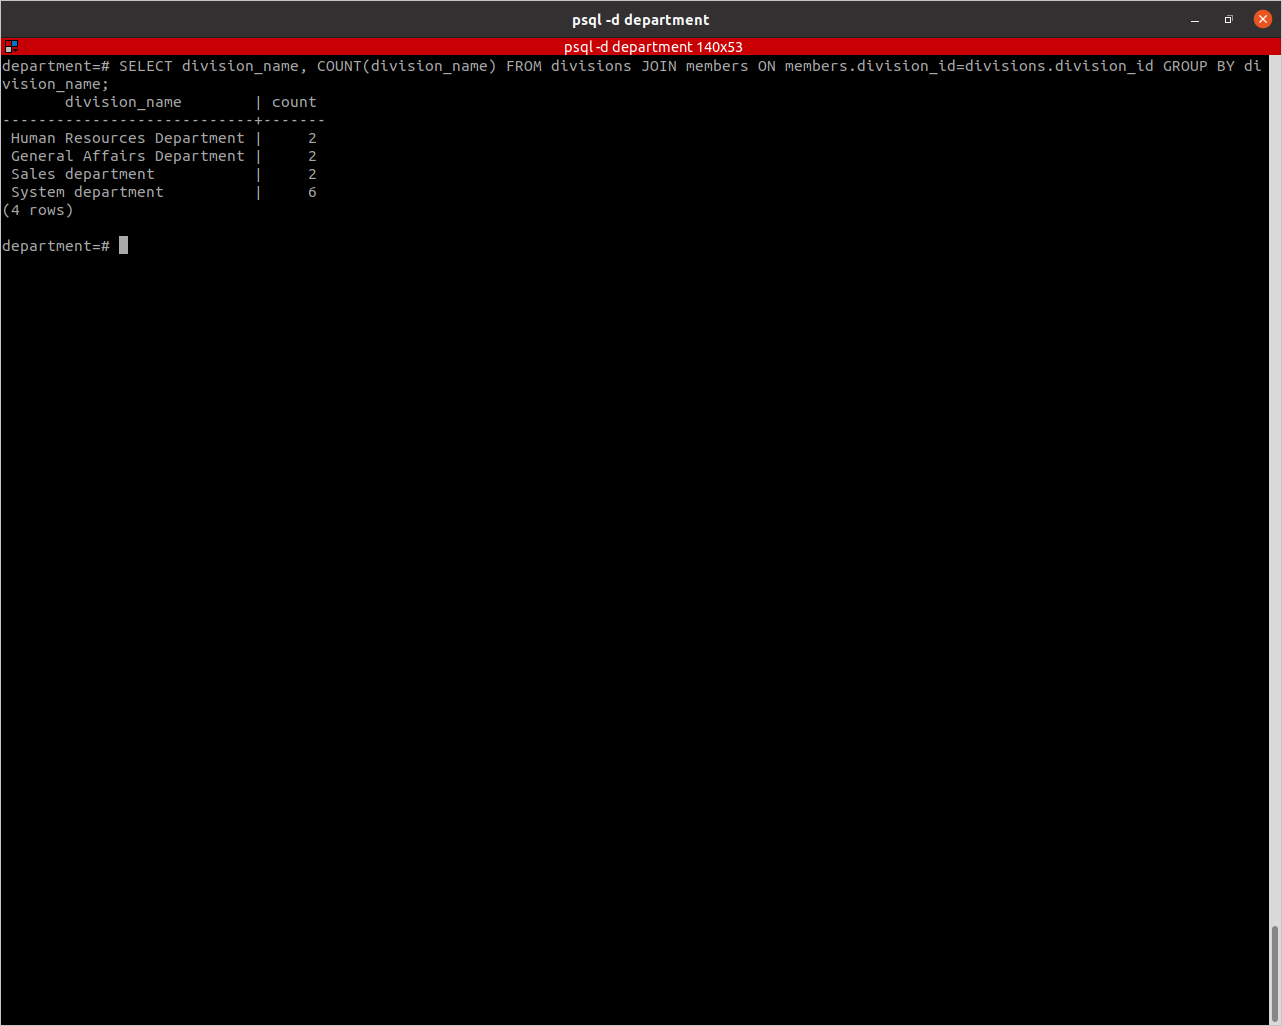 psql -d department
psql -d department 140x53
department=# SELECT division_name, COUNT(division_name) FROM divisions JOIN members ON members.division_id=divisions.division_id GROUP BY di
vision_name;
       division_name        | count
----------------------------+-------
 Human Resources Department |     2
 General Affairs Department |     2
 Sales department           |     2
 System department          |     6
(4 rows)
department=#